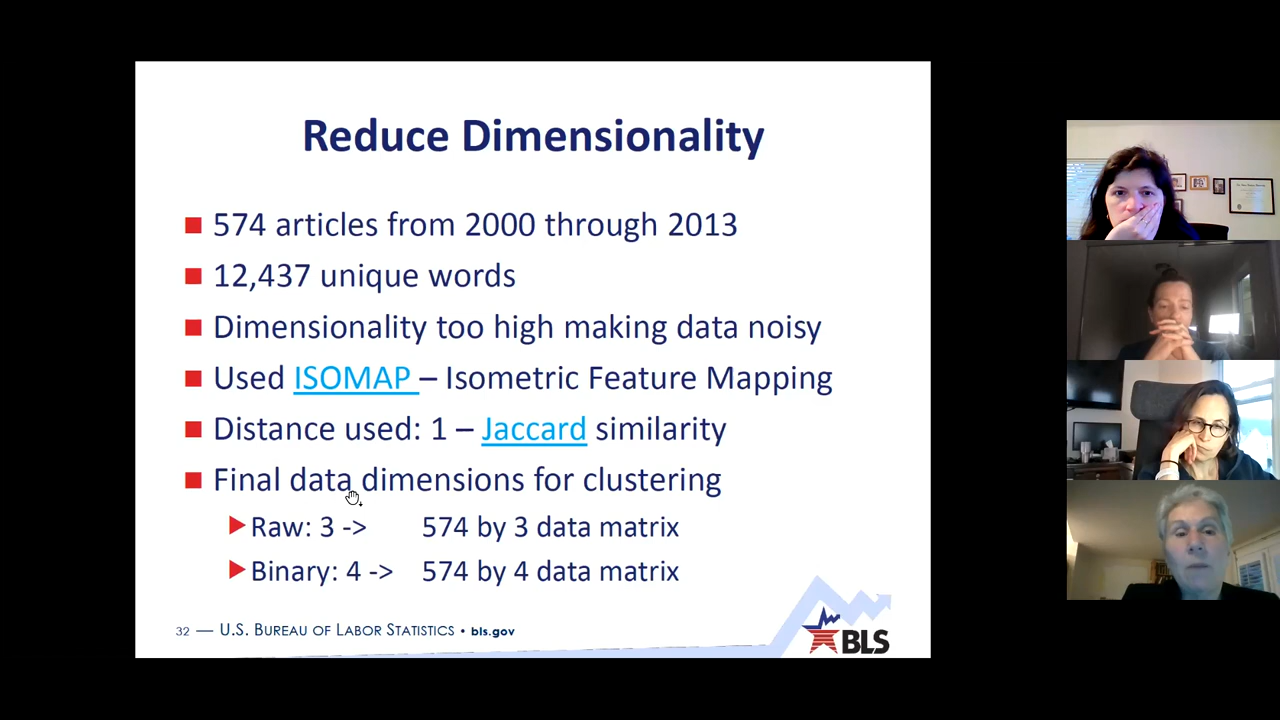 Reduce Dimensionality
574 articles from 2000 through 2013
12,437 unique words
Dimensionality too high making data noisy
Used ISOMAP – Isometric Feature Mapping
Distance used: 1 – Jaccard similarity
Final data dimensions for clustering
Raw: 3 -> 574 by 3 data matrix
Binary: 4 -> 574 by 4 data matrix
32 — U.S. BUREAU OF LABOR STATISTICS • bls.gov
BLS